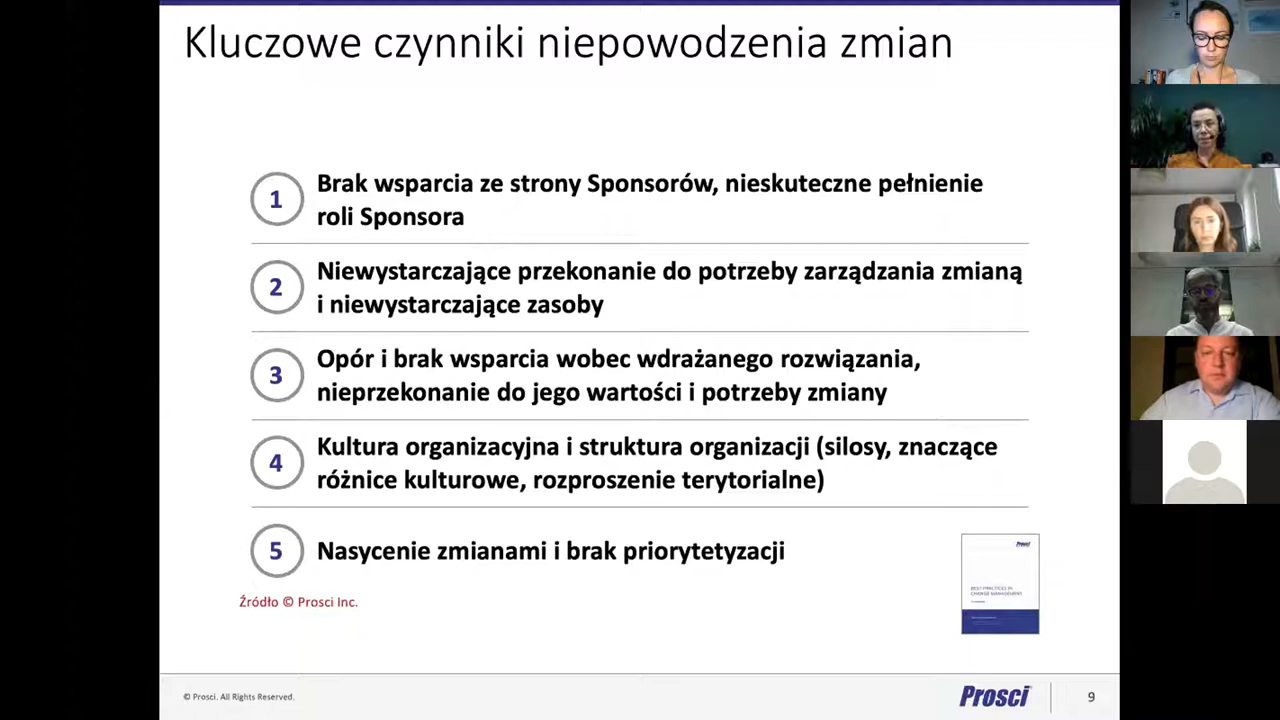 Kluczowe czynniki niepowodzenia zmian
1
Brak wsparcia ze strony Sponsorów, nieskuteczne pełnienie
roli Sponsora
2
Niewystarczające przekonanie do potrzeby zarządzania zmianą
i niewystarczające zasoby
3
Opór i brak wsparcia wobec wdrażanego rozwiązania,
nieprzekonanie do jego wartości i potrzeby zmiany
4
Kultura organizacyjna i struktura organizacji (silosy, znaczące
różnice kulturowe, rozproszenie terytorialne)
5
Nasycenie zmianami i brak priorytetyzacji
Prosci
BEST PRACTICES IN
CHANGE MANAGEMENT
Źródło © Prosci Inc.
© Prosci. All Rights Reserved.
Prosci
9